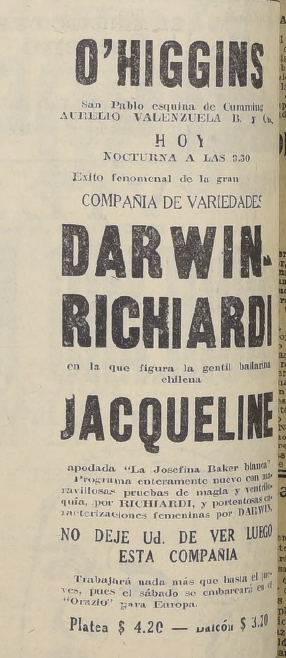 O'HIGGINS
San Pablo esquina de Cumming
AURELIO VALENZUELA B. y Co.
HOY
NOCTURNA A LAS 9.30
Exito fenomenal de la gran
COMPAÑIA DE VARIEDADES
DARWIN-
RICHIARDI
en la que figura la gentil bailarina
chilena
JACQUELINE
apodada "La Josefina Baker blanca"
Programa enteramente nuevo con ma-
ravillosas pruebas de magia y ventrilo-
quía, por RICHIARDI, y portentosas ca-
racterizaciones femeninas por DARWIN.
NO DEJE Ud. DE VER LUEGO
ESTA COMPAÑIA
Trabajará nada más que hasta el jue-
ves, pues el sábado se embarcará en el
"Orazio" para Europa.
Platea $ 4.20 — Balcón $ 3.20